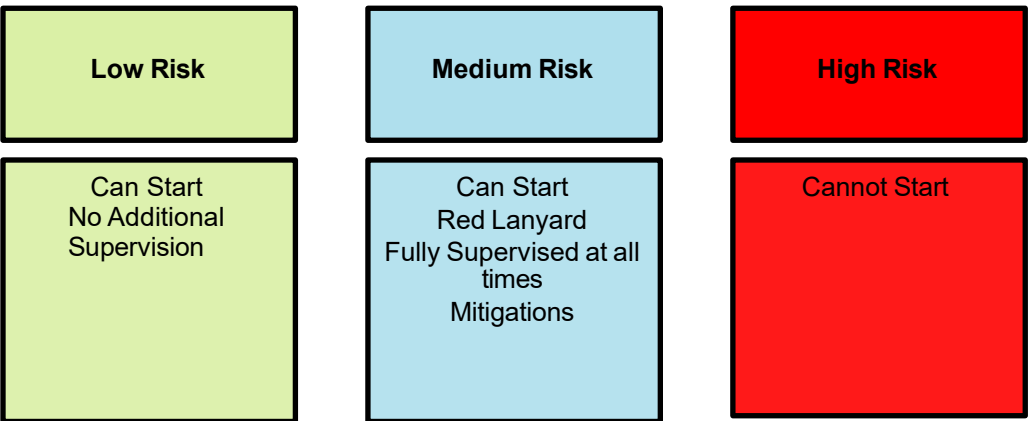 Low Risk
Medium Risk
High Risk
Can Start
No Additional
Supervision
Can Start
Red Lanyard
Fully Supervised at all
times
Mitigations
Cannot Start